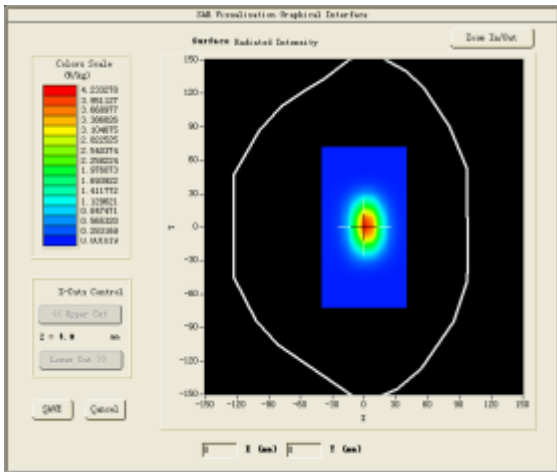 SAR Visualisation Graphical Interface
Surface Radiated Intensity
Zoom In/Out
Colors Scale
(W/kg)
4.233278
3.951127
3.668977
3.386826
3.104675
2.822525
2.540374
2.258224
1.976073
1.693922
1.411772
1.129621
0.847471
0.565320
0.283169
0.001019
150
120
90
60
30
0
-30
-60
-90
-120
-150
Y
-150 -120 -90 -60 -30 0 30 60 90 120 150
X
Z-Cuts Control
<< Upper Cut
Z = 4.0 mm
Lower Cut >>
SAVE Cancel
X (mm) Y (mm)